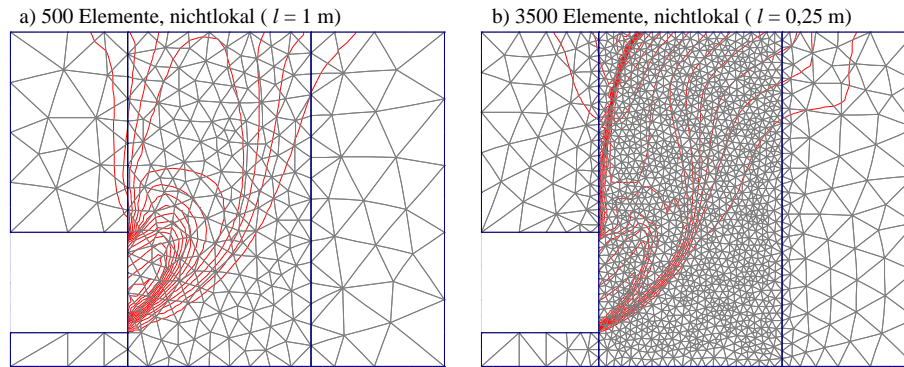 a) 500 Elemente, nichtlokal ( l = 1 m)
b) 3500 Elemente, nichtlokal ( l = 0,25 m)